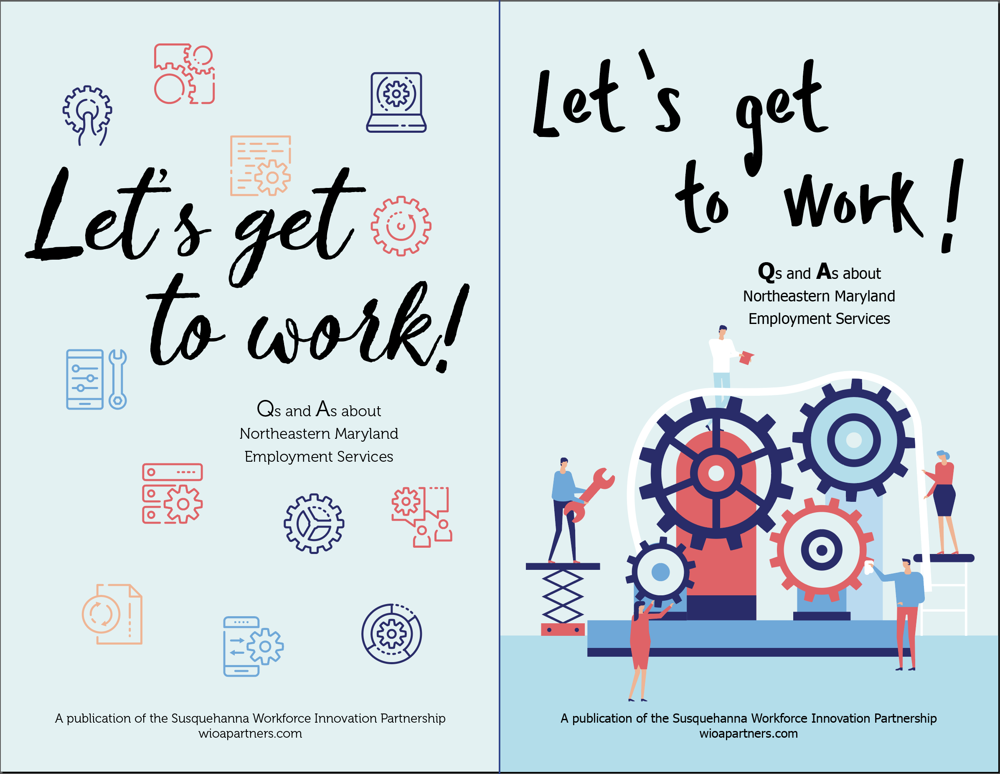 Let's get
to work!
Qs and As about
Northeastern Maryland
Employment Services
A publication of the Susquehanna Workforce Innovation Partnership
wioapartners.com
Let's get
to work!
Qs and As about
Northeastern Maryland
Employment Services
A publication of the Susquehanna Workforce Innovation Partnership
wioapartners.com